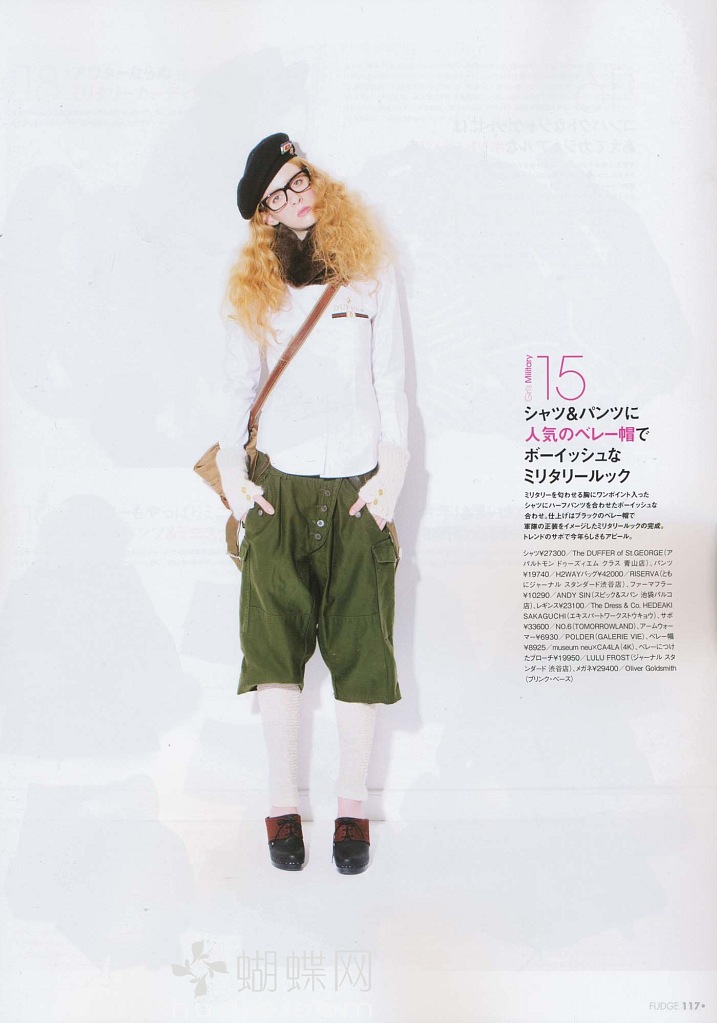 Girl's Military
15
シャツ&パンツに
人気のベレー帽で
ボーイッシュな
ミリタリールック
ミリタリーを匂わせる胸にワンポイント入った
シャツにハーフパンツを合わせたボーイッシュな
合わせ。仕上げはブラックのベレー帽で
軍隊の正装をイメージしたミリタリールックの完成。
トレンドのサボで今年らしさもアピール。
シャツ¥27300／The DUFFER of St.GEORGE（ア
パルトモン ドゥーズィエム クラス 青山店）、パンツ
¥19740／H2WAYバッグ¥42000／RISERVA（とも
にジャーナル スタンダード渋谷店）、ファーマフラー
¥10290／ANDY SIN（スピック&スパン 池袋パルコ
店）、レギンス¥23100／The Dress & Co. HEDEAKI
SAKAGUCHI（エキスパートワークストウキョウ）、サボ
¥33600／NO.6（TOMORROWLAND）、アームウォー
マー¥6930／POLDER（GALERIE VIE）、ベレー帽
¥8925／museum neu×CA4LA（4K）、ベレーにつけ
たブローチ¥19950／LULU FROST（ジャーナル スタ
ンダード 渋谷店）、メガネ¥29400／Oliver Goldsmith
（ブリンク・ベース）
蝴蝶网
FUDGE 117